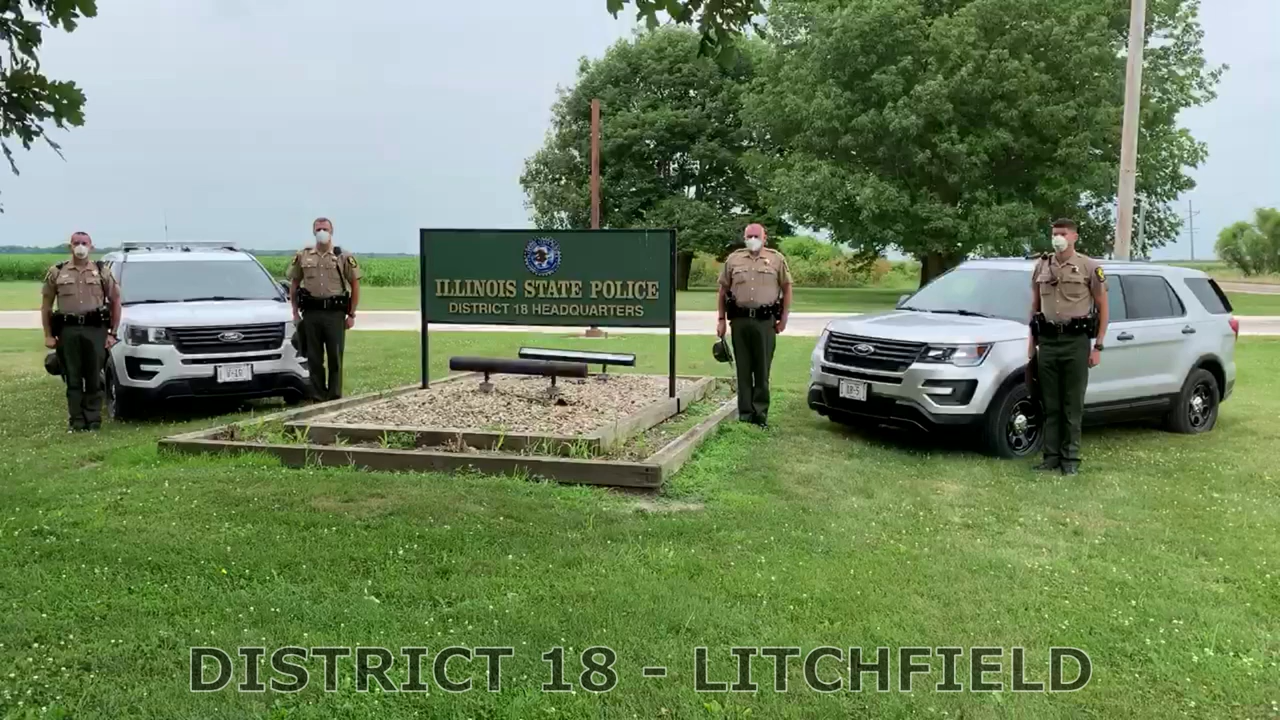 ILLINOIS STATE POLICE
DISTRICT 18 HEADQUARTERS
DISTRICT 18 - LITCHFIELD